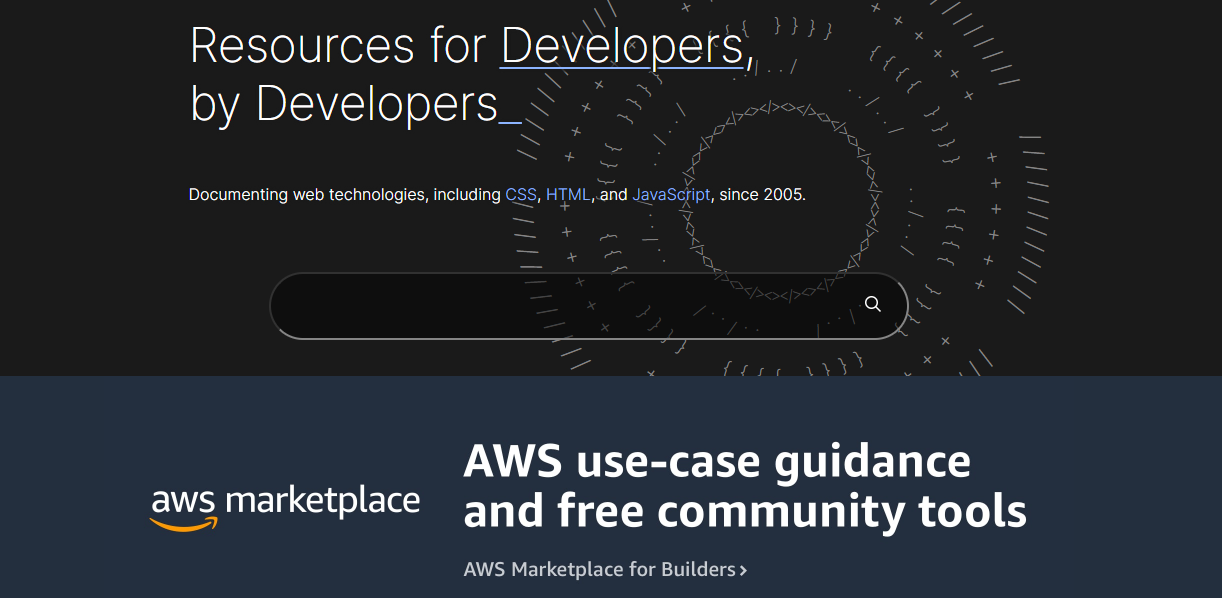 Resources for Developers,
by Developers_
Documenting web technologies, including CSS, HTML, and JavaScript, since 2005.
aws marketplace
AWS use-case guidance
and free community tools
AWS Marketplace for Builders›